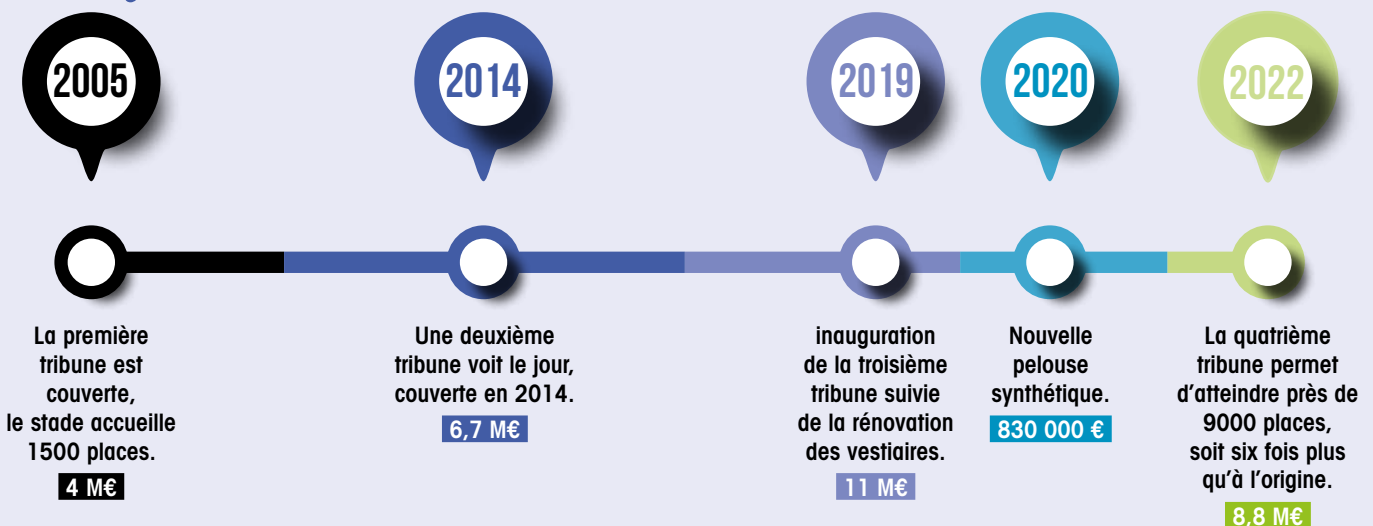 2005
La première
tribune est
couverte,
le stade accueille
1500 places.
4 M€
2014
Une deuxième
tribune voit le jour,
couverte en 2014.
6,7 M€
2019
inauguration
de la troisième
tribune suivie
de la rénovation
des vestiaires.
11 M€
2020
Nouvelle
pelouse
synthétique.
830 000 €
2022
La quatrième
tribune permet
d'atteindre près de
9000 places,
soit six fois plus
qu'à l'origine.
8,8 M€